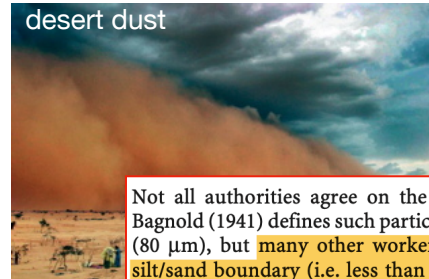 desert dust
Not all authorities agree on the
Bagnold (1941) defines such partic
(80 μm), but many other worker
silt/sand boundary (i.e. less than